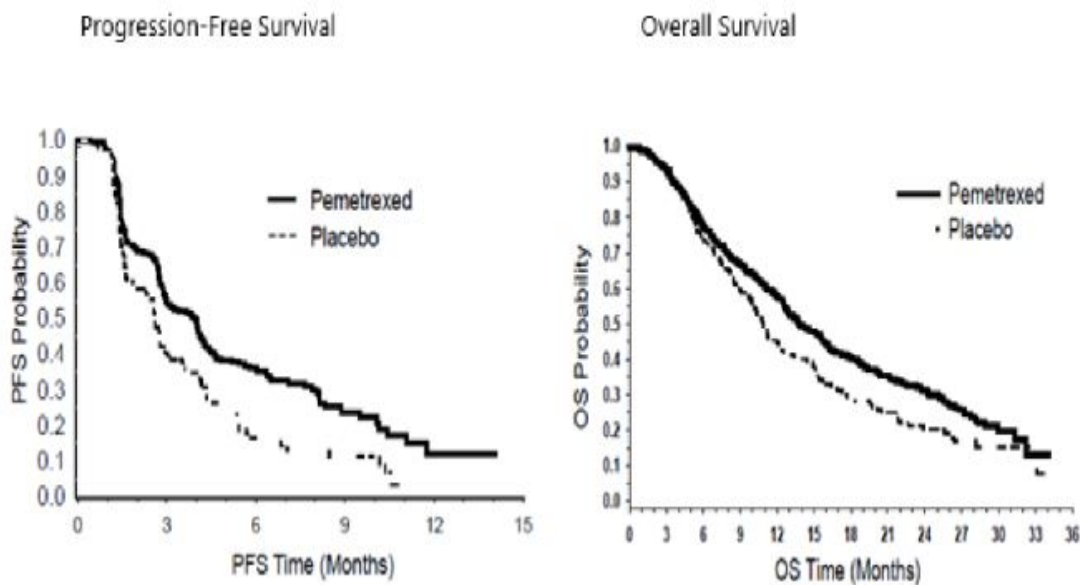 Progression-Free Survival
1.0
0.9
0.8
0.7
0.6
0.5
0.4
0.3
0.2
0.1
0.0
PFS Probability
Pemetrexed
Placebo
0 3 6 9 12 15
PFS Time (Months)
Overall Survival
1.0
0.9
0.8
0.7
0.6
0.5
0.4
0.3
0.2
0.1
0.0
OS Probability
Pemetrexed
Placebo
0 3 6 9 12 15 18 21 24 27 30 33 36
OS Time (Months)